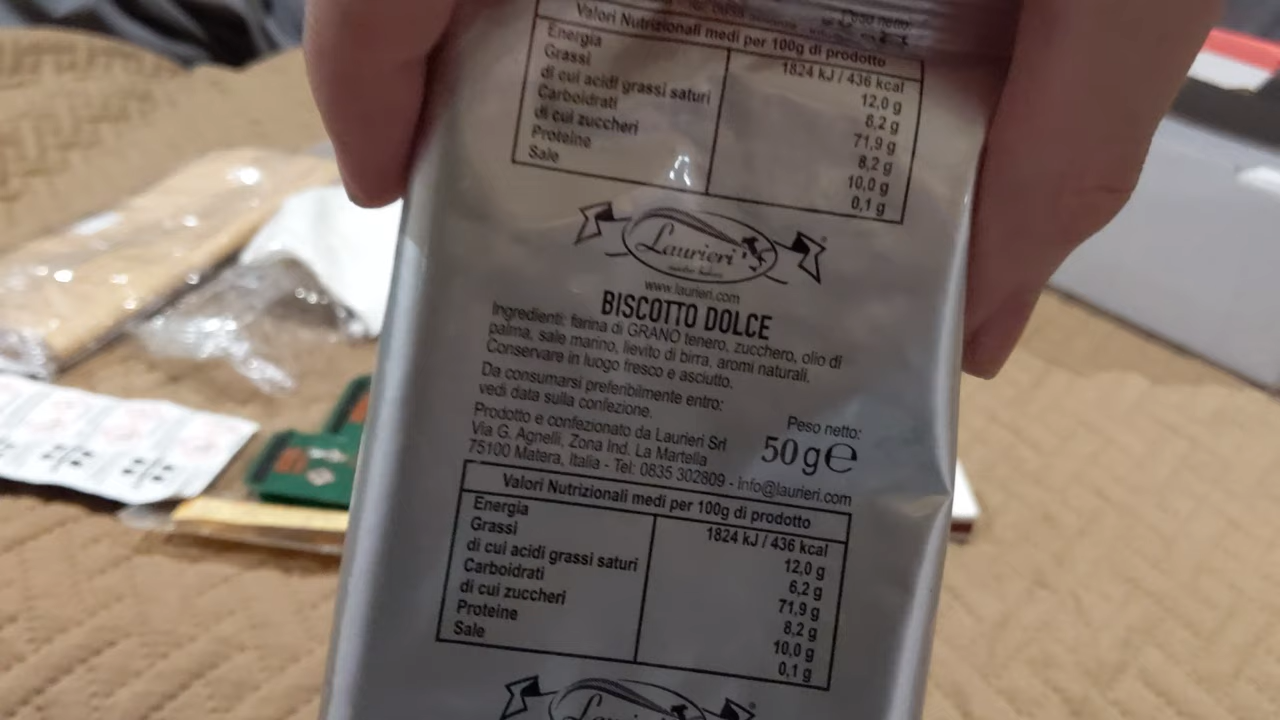 Peso netto:
Valori Nutrizionali medi per 100g di prodotto
Energia 1824 kJ / 436 kcal
Grassi 12,0 g
di cui acidi grassi saturi 6,2 g
Carboidrati 71,9 g
di cui zuccheri 8,2 g
Proteine 10,0 g
Sale 0,1 g
Laurieri
www.laurieri.com
BISCOTTO DOLCE
Ingredienti: farina di GRANO tenero, zucchero, olio di
palma, sale marino, lievito di birra, aromi naturali.
Conservare in luogo fresco e asciutto.
Da consumarsi preferibilmente entro:
vedi data sulla confezione.
Prodotto e confezionato da Laurieri Srl
Via G. Agnelli, Zona Ind. La Martella
75100 Matera, Italia - Tel: 0835 302809 - info@laurieri.com
Peso netto:
50 g e
Valori Nutrizionali medi per 100g di prodotto
Energia 1824 kJ / 436 kcal
Grassi 12,0 g
di cui acidi grassi saturi 6,2 g
Carboidrati 71,9 g
di cui zuccheri 8,2 g
Proteine 10,0 g
Sale 0,1 g